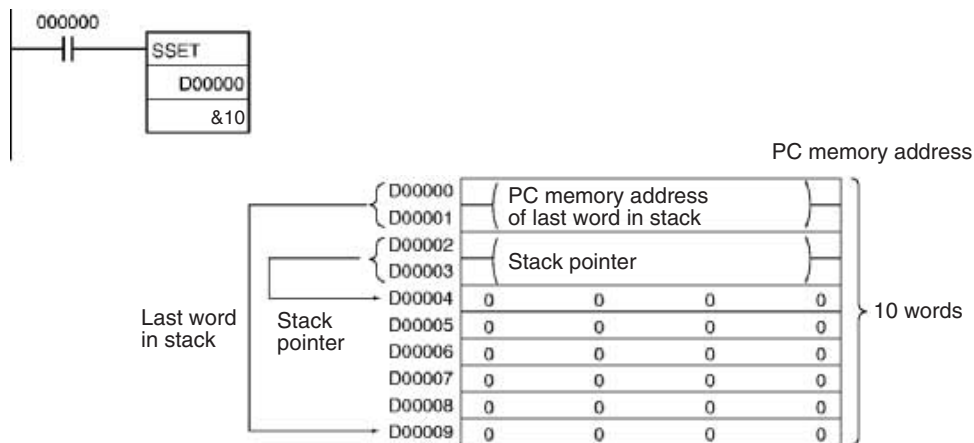 000000
SSET
D00000
&10
PC memory address
D00000
D00001
PC memory address
of last word in stack
D00002
D00003
Stack pointer
D00004 0 0 0 0
D00005 0 0 0 0
D00006 0 0 0 0
D00007 0 0 0 0
D00008 0 0 0 0
D00009 0 0 0 0
10 words
Last word
in stack
Stack
pointer